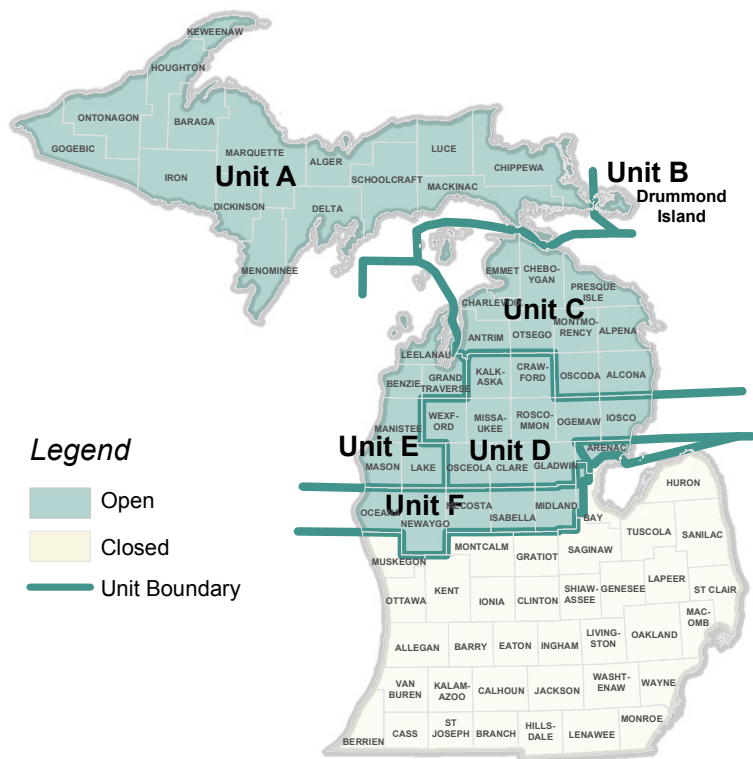 KEWEENAW
HOUGHTON
ONTONAGON
BARAGA
GOGEBIC
MARQUETTE
LUCE
ALGER
CHIPPEWA
IRON
Unit A
SCHOOLCRAFT
MACKINAC
DICKINSON
DELTA
MENOMINEE
Unit B
Drummond
Island
EMMET
CHEBO-
YGAN
PRESQUE
ISLE
CHARLEVOIX
Unit C
ANTRIM
OTSEGO
MONTMO-
RENCY
ALPENA
LEELANAU
BENZIE
GRAND
TRAVERSE
KALK-
ASKA
CRAW-
FORD
OSCODA
ALCONA
MANISTEE
WEXF-
ORD
MISSA-
UKEE
ROSCO-
MMON
OGEMAW
IOSCO
Unit E
Unit D
ARENAC
MASON
LAKE
OSCEOLA
CLARE
GLADWIN
Unit F
OCEANA
NEWAYGO
MECOSTA
ISABELLA
MIDLAND
BAY
HURON
MONTCALM
GRATIOT
SAGINAW
TUSCOLA
SANILAC
MUSKEGON
OTTAWA
KENT
IONIA
CLINTON
SHIAW-
ASSEE
GENESEE
LAPEER
ST CLAIR
MAC-
OMB
ALLEGAN
BARRY
EATON
INGHAM
LIVING-
STON
OAKLAND
VAN
BUREN
KALAM-
AZOO
CALHOUN
JACKSON
WASHT-
ENAW
WAYNE
BERRIEN
CASS
ST
JOSEPH
BRANCH
HILLS-
DALE
LENAWEE
MONROE
Legend
Open
Closed
Unit Boundary